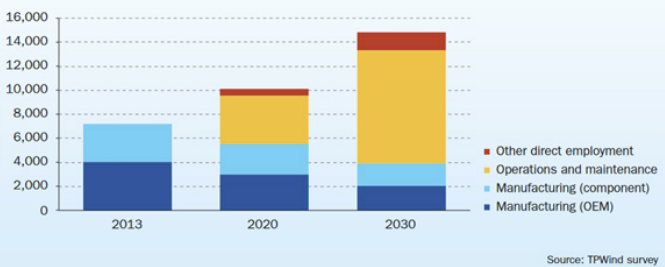 16,000
14,000
12,000
10,000
8,000
6,000
4,000
2,000
0
2013 2020 2030
Other direct employment
Operations and maintenance
Manufacturing (component)
Manufacturing (OEM)
Source: TPWind survey